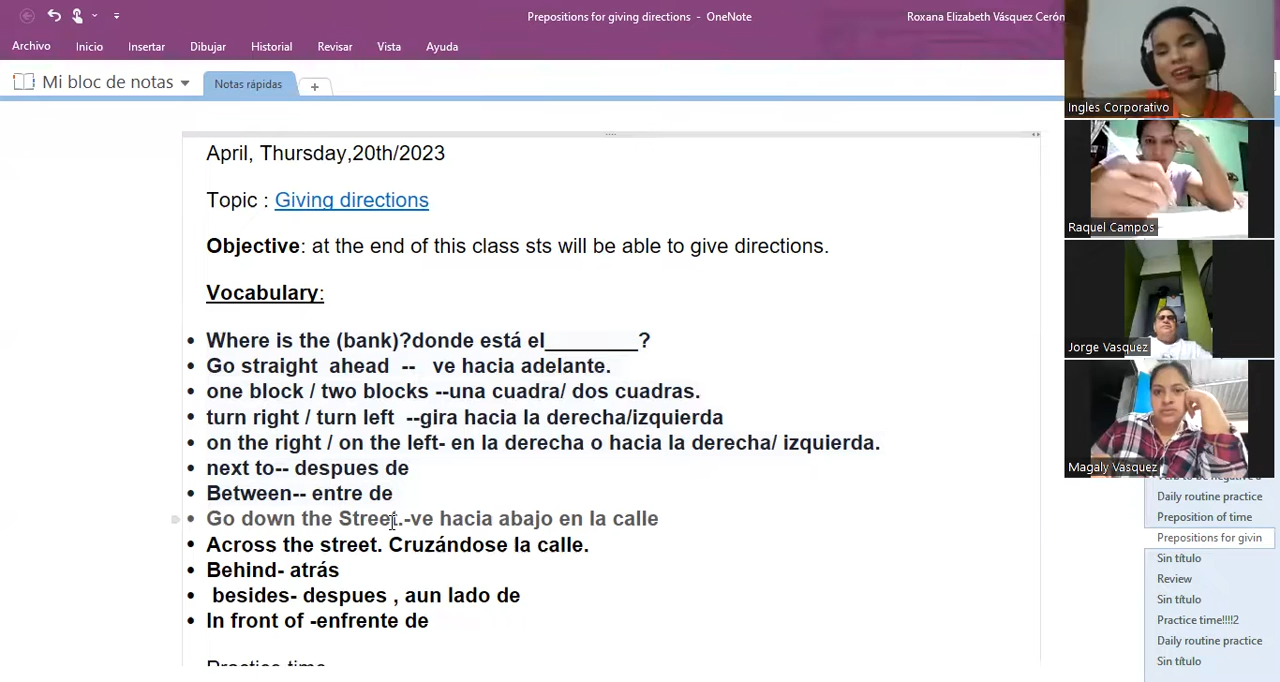 Prepositions for giving directions - OneNote
Roxana Elizabeth Vásquez Cerón
Archivo Inicio Insertar Dibujar Historial Revisar Vista Ayuda
Mi bloc de notas
Notas rápidas
+
April, Thursday,20th/2023
Topic : Giving directions
Objective: at the end of this class sts will be able to give directions.
Vocabulary:
• Where is the (bank)?donde está el________?
• Go straight ahead -- ve hacia adelante.
• one block / two blocks --una cuadra/ dos cuadras.
• turn right / turn left --gira hacia la derecha/izquierda
• on the right / on the left- en la derecha o hacia la derecha/ izquierda.
• next to-- despues de
• Between-- entre de
• Go down the Street.-ve hacia abajo en la calle
• Across the street. Cruzándose la calle.
• Behind- atrás
• besides- despues , aun lado de
• In front of -enfrente de
Practice time
Ingles Corporativo
Raquel Campos
Jorge Vasquez
Magaly Vasquez
Verb to be negative a
Daily routine practice
Preposition of time
Prepositions for givin
Sin título
Review
Sin título
Practice time!!!!2
Daily routine practice
Sin título